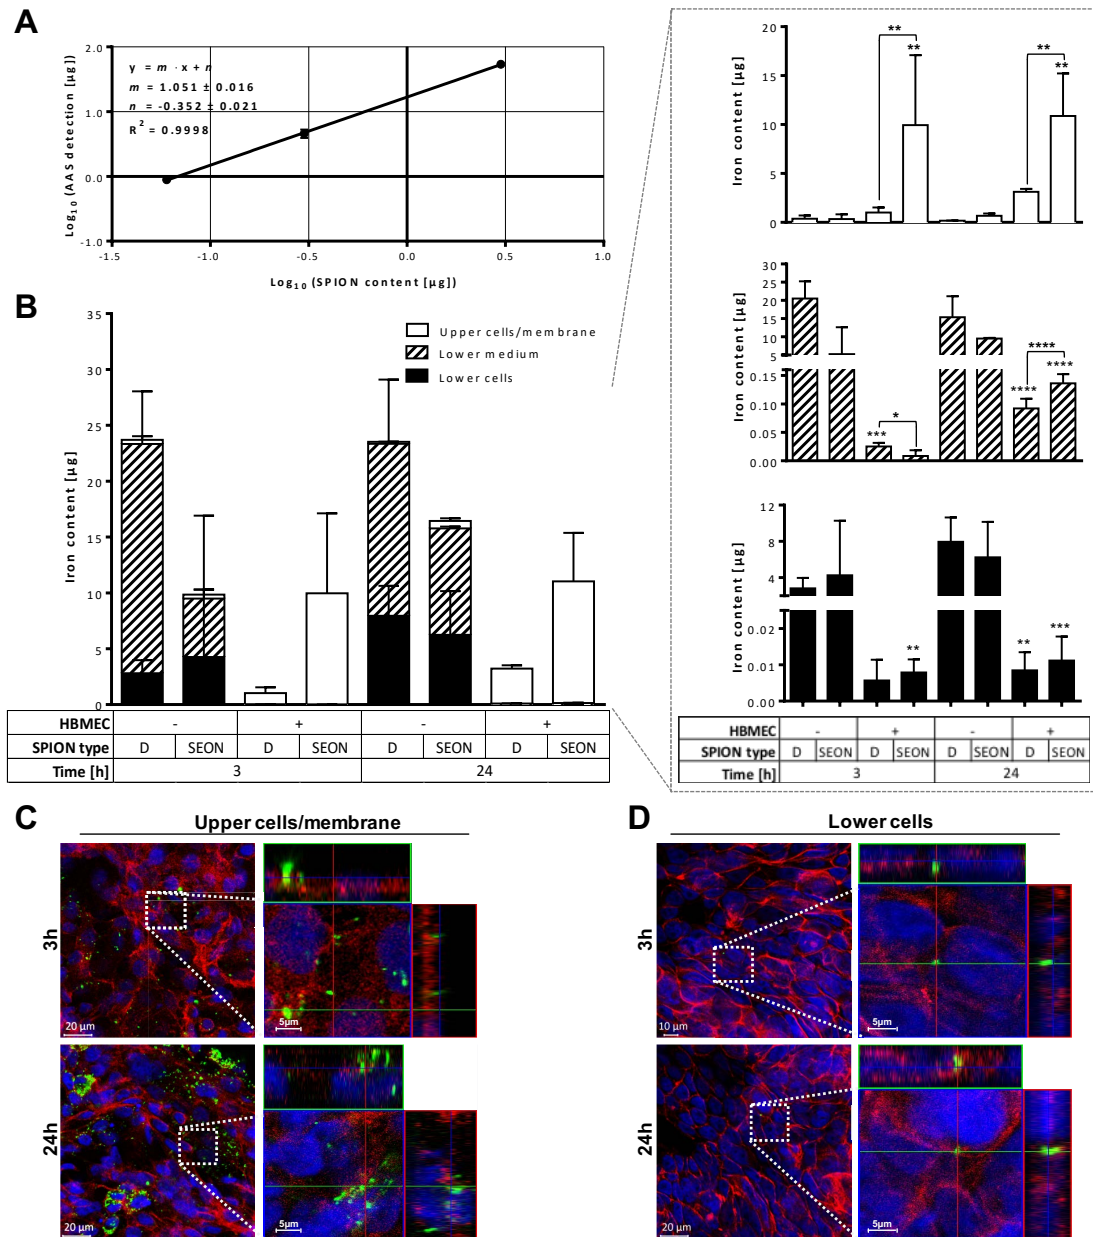 A
Log10 (AAS detection [µg])
2.0
1.0
0.0
-1.0
y = m · x + n
m = 1.051 ± 0.016
n = -0.352 ± 0.021
R2 = 0.9998
-1.5 -1.0 -0.5 0.0 0.5 1.0
Log10 (SPION content [µg])
B
Iron content [µg]
35
30
25
20
15
10
5
0
Upper cells/membrane
Lower medium
Lower cells
HBMEC - + - +
SPION type D SEON D SEON D SEON D SEON
Time [h] 3 24
Iron content [µg]
20
15
10
5
0
** ** ** **
Iron content [µg]
30
25
20
15
10
5
0.15
0.10
0.05
0.00
*** * **** **** ****
Iron content [µg]
12
8
4
0.02
0.01
0.00
** ** ***
HBMEC - + - +
SPION type D SEON D SEON D SEON D SEON
Time [h] 3 24
C
Upper cells/membrane
3h
20 µm
5µm
24h
20 µm
5µm
D
Lower cells
3h
10 µm
5µm
24h
20 µm
5µm